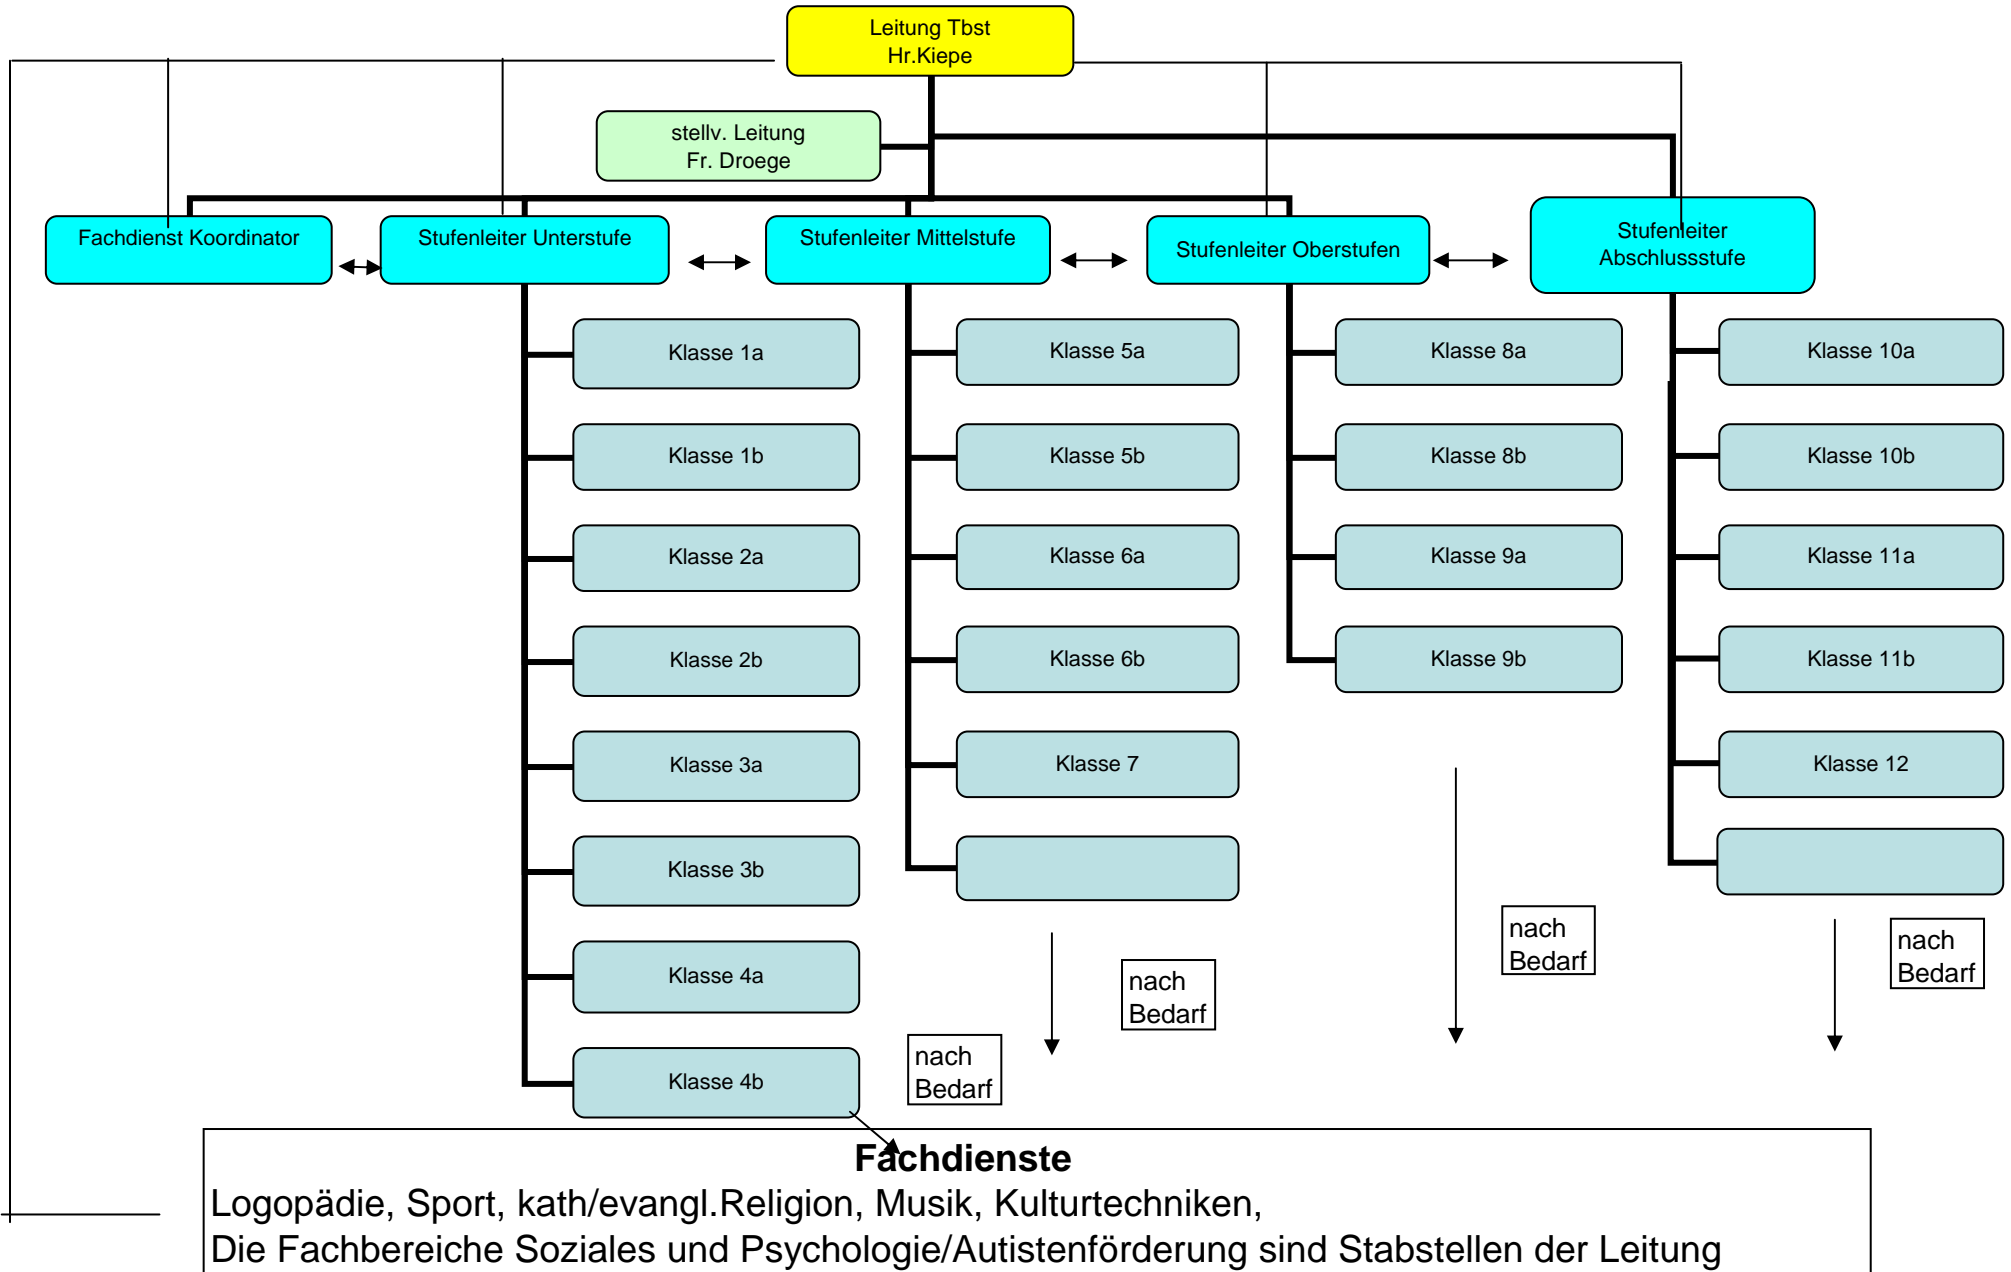 Leitung Tbst
Hr.Kiepe
stellv. Leitung
Fr. Droege
Fachdienst Koordinator
Stufenleiter Unterstufe
Stufenleiter Mittelstufe
Stufenleiter Oberstufen
Stufenleiter
Abschlussstufe
Klasse 1a
Klasse 1b
Klasse 2a
Klasse 2b
Klasse 3a
Klasse 3b
Klasse 4a
Klasse 4b
nach
Bedarf
Klasse 5a
Klasse 5b
Klasse 6a
Klasse 6b
Klasse 7
nach
Bedarf
Klasse 8a
Klasse 8b
Klasse 9a
Klasse 9b
nach
Bedarf
Klasse 10a
Klasse 10b
Klasse 11a
Klasse 11b
Klasse 12
nach
Bedarf
Fachdienste
Logopädie, Sport, kath/evangl.Religion, Musik, Kulturtechniken,
Die Fachbereiche Soziales und Psychologie/Autistenförderung sind Stabstellen der Leitung